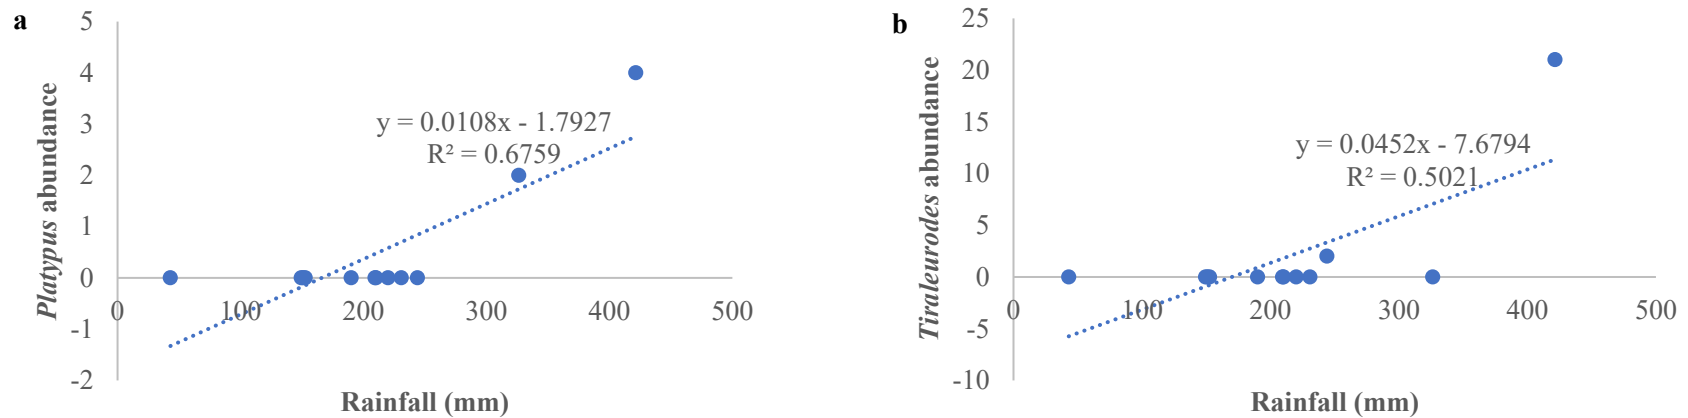 a
5
4
3
2
1
0
-1
-2
Platypus abundance
y = 0.0108x - 1.7927
R² = 0.6759
0 100 200 300 400 500
Rainfall (mm)
b
25
20
15
10
5
0
-5
-10
Tiraleurodes abundance
y = 0.0452x - 7.6794
R² = 0.5021
0 100 200 300 400 500
Rainfall (mm)